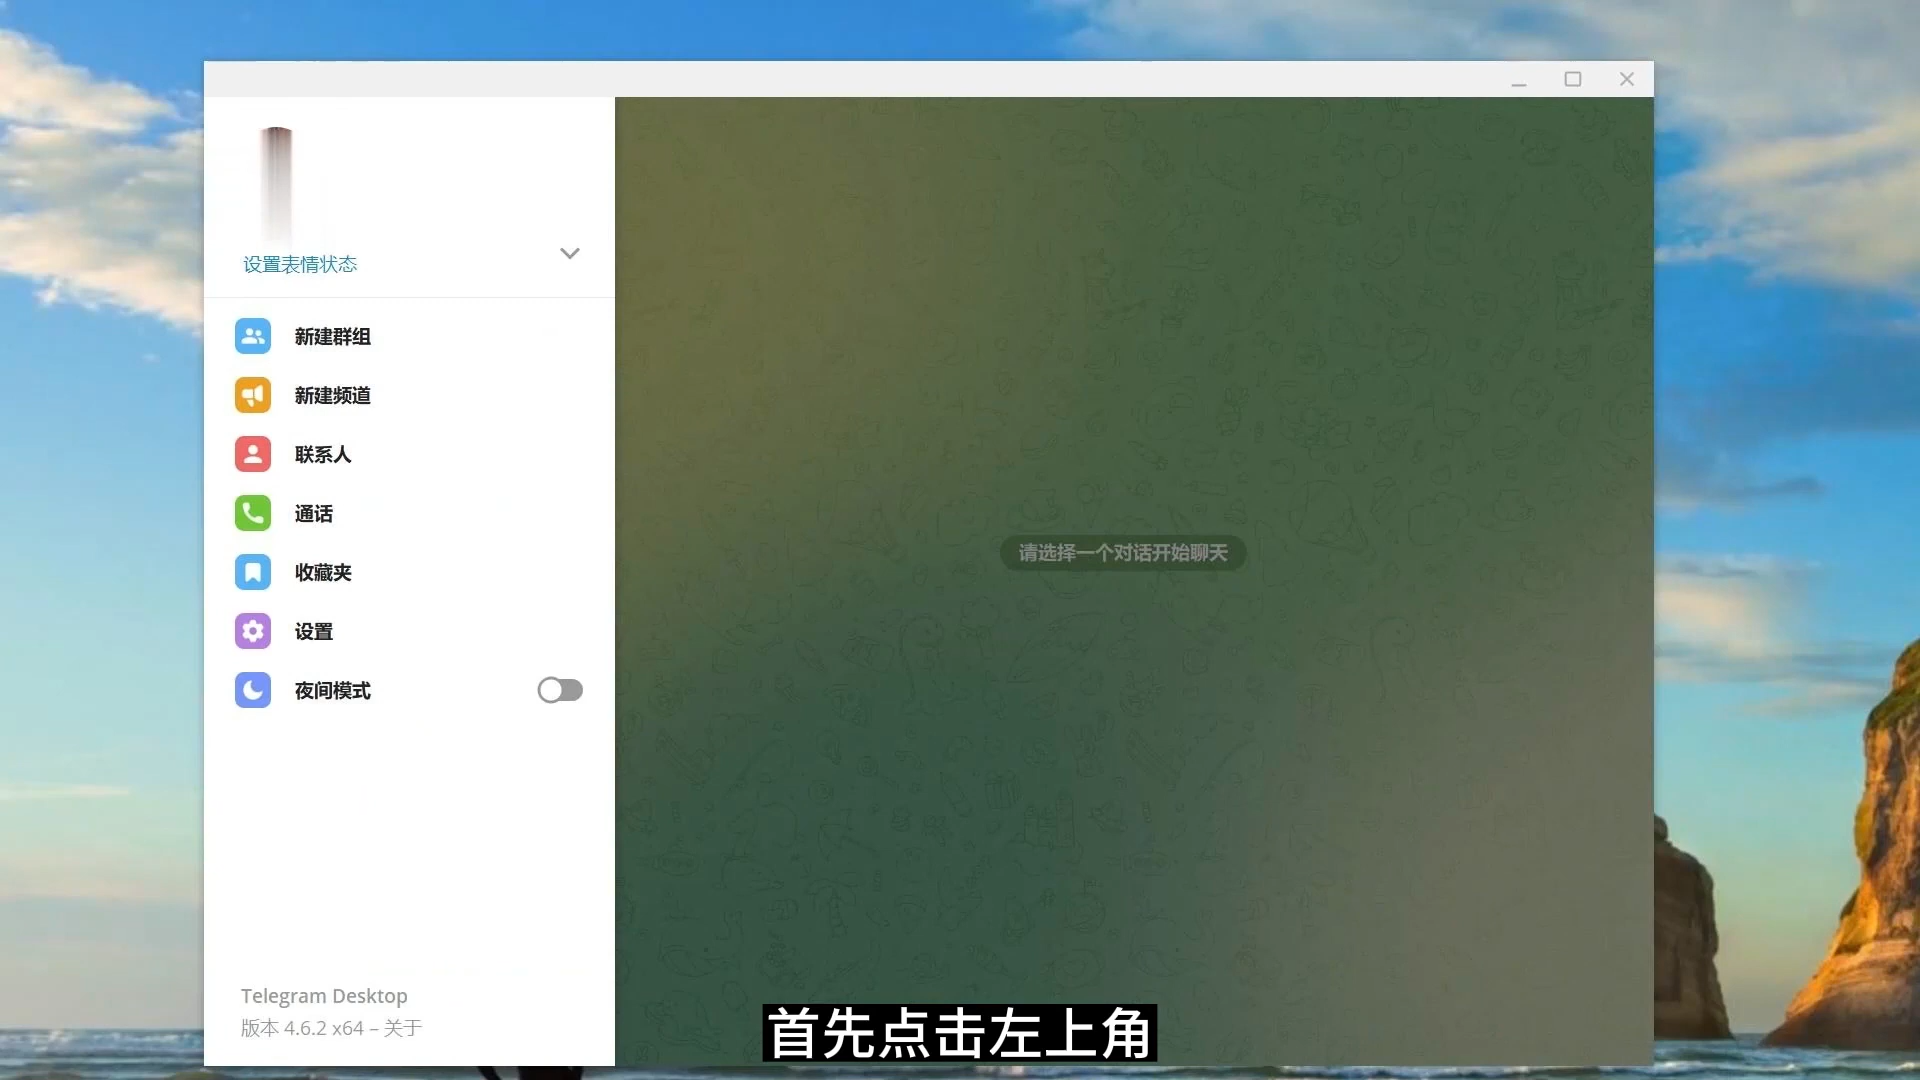 设置表情状态
新建群组
新建频道
联系人
通话
收藏夹
设置
夜间模式
请选择一个对话开始聊天
Telegram Desktop
版本 4.6.2 x64 – 关于
首先点击左上角